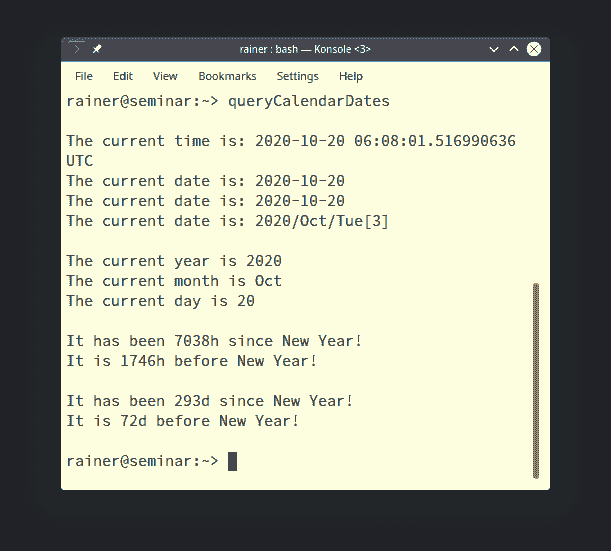 rainer : bash — Konsole <3>
File Edit View Bookmarks Settings Help
rainer@seminar:~> queryCalendarDates
The current time is: 2020-10-20 06:08:01.516990636
UTC
The current date is: 2020-10-20
The current date is: 2020-10-20
The current date is: 2020/Oct/Tue[3]
The current year is 2020
The current month is Oct
The current day is 20
It has been 7038h since New Year!
It is 1746h before New Year!
It has been 293d since New Year!
It is 72d before New Year!
rainer@seminar:~>